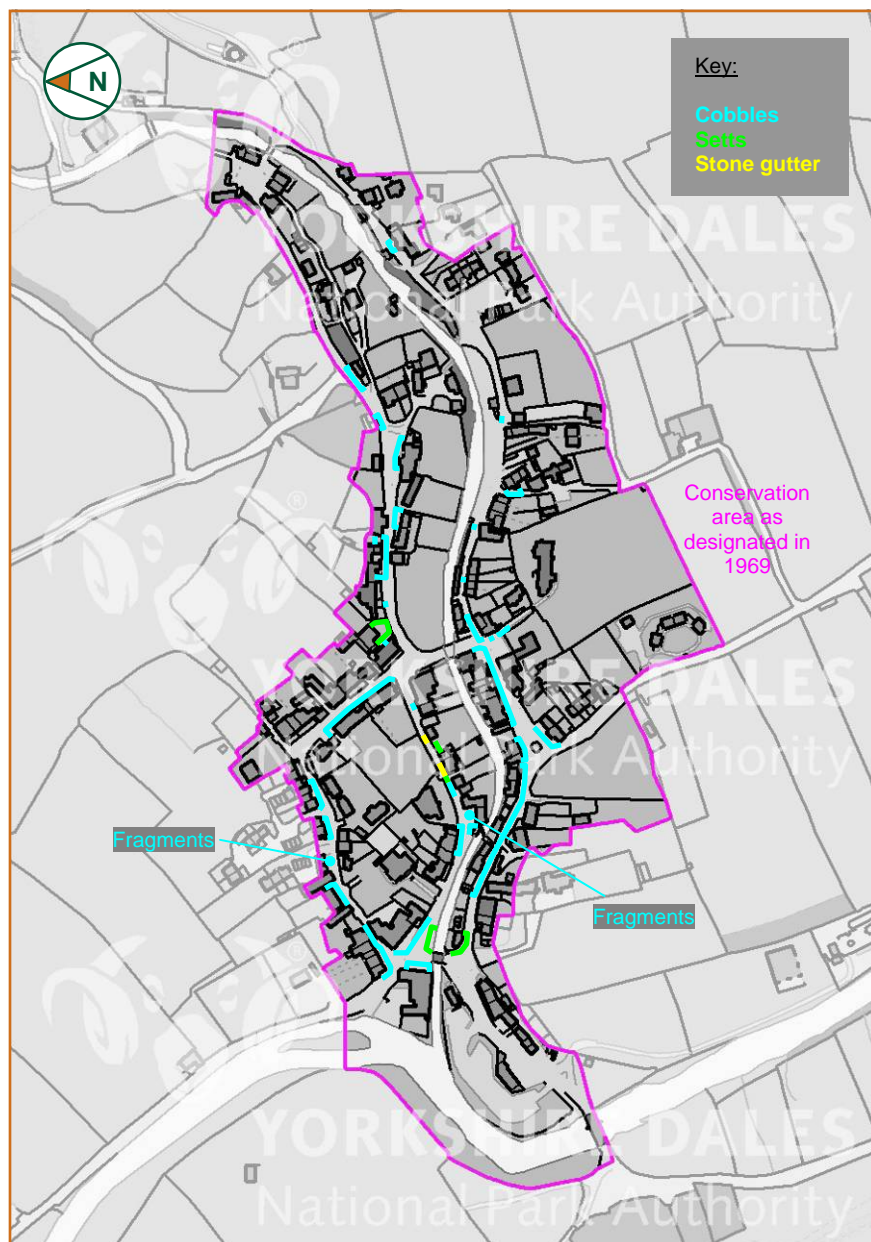 N
Key:
Cobbles
Setts
Stone gutter
®
YORKSHIRE DALES
National Park Authority
Conservation
area as
designated in
1969
®
YORKSHIRE DALES
National Park Authority
Fragments
Fragments
YORKSHIRE DALES
National Park Authority